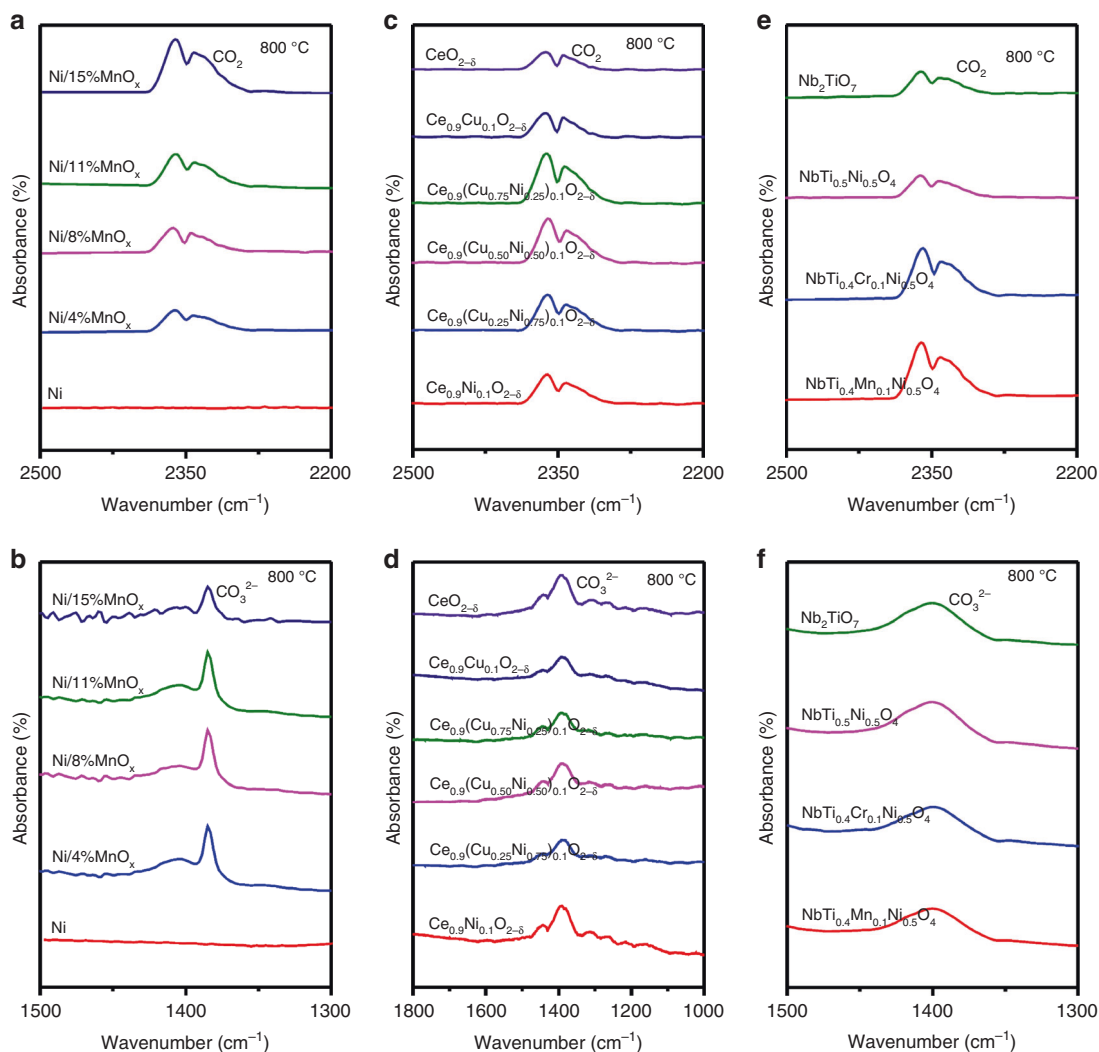 a
800 °C
CO2
Ni/15%MnOx
Ni/11%MnOx
Ni/8%MnOx
Ni/4%MnOx
Ni
Absorbance (%)
2500 2350 2200
Wavenumber (cm−1)
c
800 °C
CO2
CeO2–δ
Ce0.9Cu0.1O2–δ
Ce0.9(Cu0.75Ni0.25)0.1O2–δ
Ce0.9(Cu0.50Ni0.50)0.1O2–δ
Ce0.9(Cu0.25Ni0.75)0.1O2–δ
Ce0.9Ni0.1O2–δ
Absorbance (%)
2500 2350 2200
Wavenumber (cm−1)
e
800 °C
CO2
Nb2TiO7
NbTi0.5Ni0.5O4
NbTi0.4Cr0.1Ni0.5O4
NbTi0.4Mn0.1Ni0.5O4
Absorbance (%)
2500 2350 2200
Wavenumber (cm−1)
b
800 °C
CO3 2–
Ni/15%MnOx
Ni/11%MnOx
Ni/8%MnOx
Ni/4%MnOx
Ni
Absorbance (%)
1500 1400 1300
Wavenumber (cm−1)
d
800 °C
CO3 2–
CeO2–δ
Ce0.9Cu0.1O2–δ
Ce0.9(Cu0.75Ni0.25)0.1O2–δ
Ce0.9(Cu0.50Ni0.50)0.1O2–δ
Ce0.9(Cu0.25Ni0.75)0.1O2–δ
Ce0.9Ni0.1O2–δ
Absorbance (%)
1800 1600 1400 1200 1000
Wavenumber (cm−1)
f
800 °C
CO3 2–
Nb2TiO7
NbTi0.5Ni0.5O4
NbTi0.4Cr0.1Ni0.5O4
NbTi0.4Mn0.1Ni0.5O4
Absorbance (%)
1500 1400 1300
Wavenumber (cm−1)